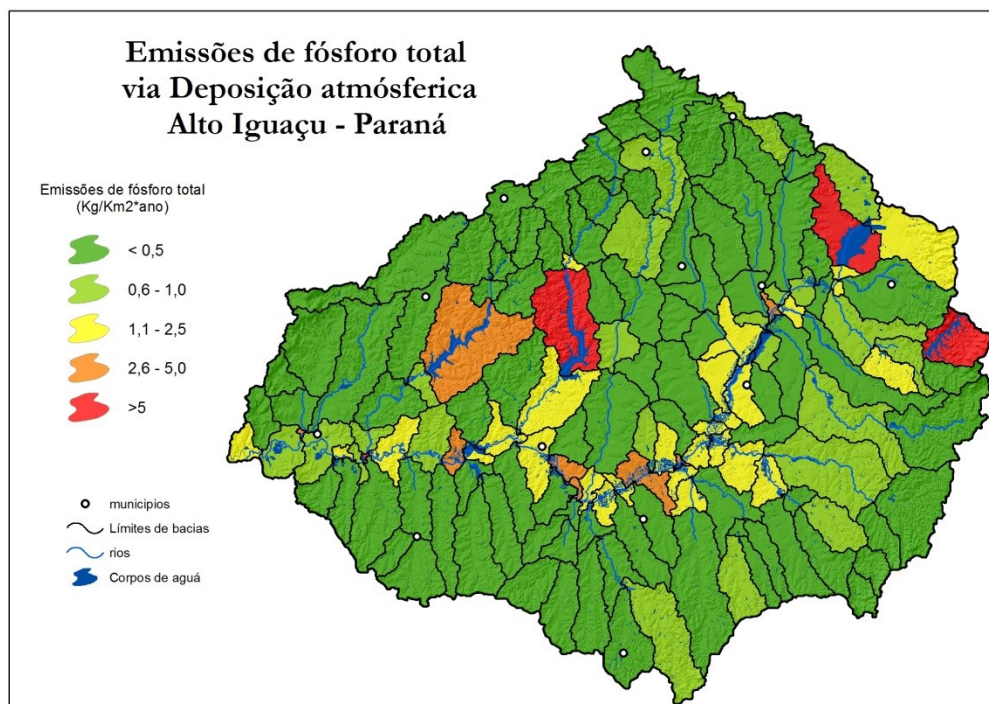 Emissões de fósforo total
via Deposição atmósferica
Alto Iguaçu - Paraná
Emissões de fósforo total
(Kg/Km2*ano)
< 0,5
0,6 - 1,0
1,1 - 2,5
2,6 - 5,0
>5
municipios
Límites de bacias
rios
Corpos de aguá